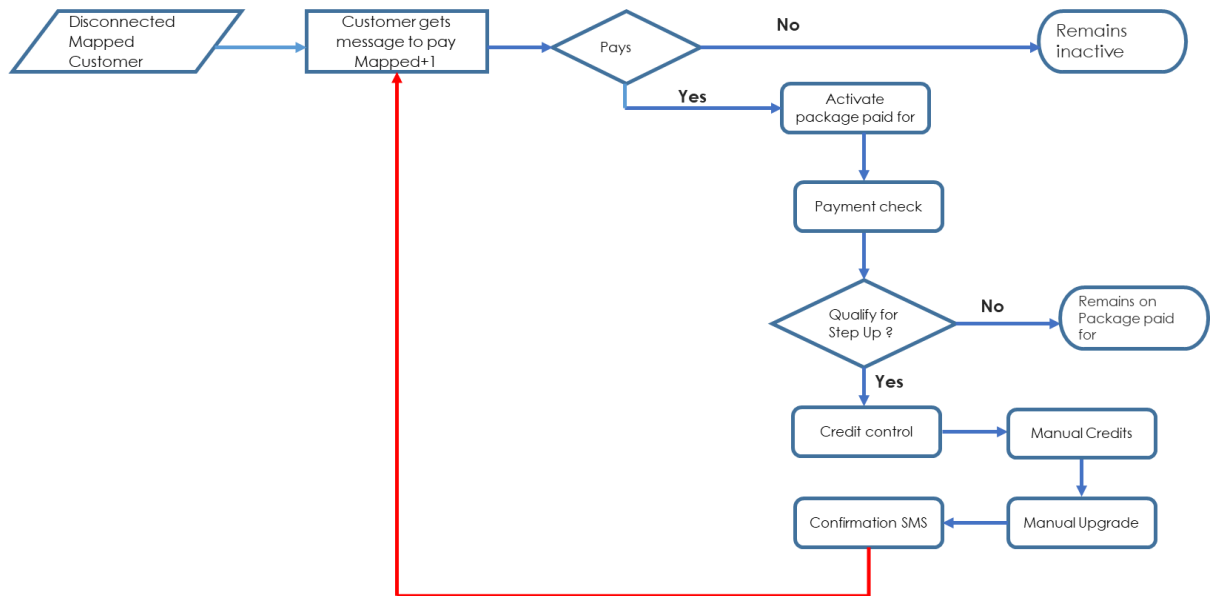 Disconnected
Mapped
Customer
Customer gets
message to pay
Mapped+1
Pays
No
Remains
inactive
Yes
Activate
package paid for
Payment check
Qualify for
Step Up ?
No
Remains on
Package paid
for
Yes
Credit control
Manual Credits
Confirmation SMS
Manual Upgrade